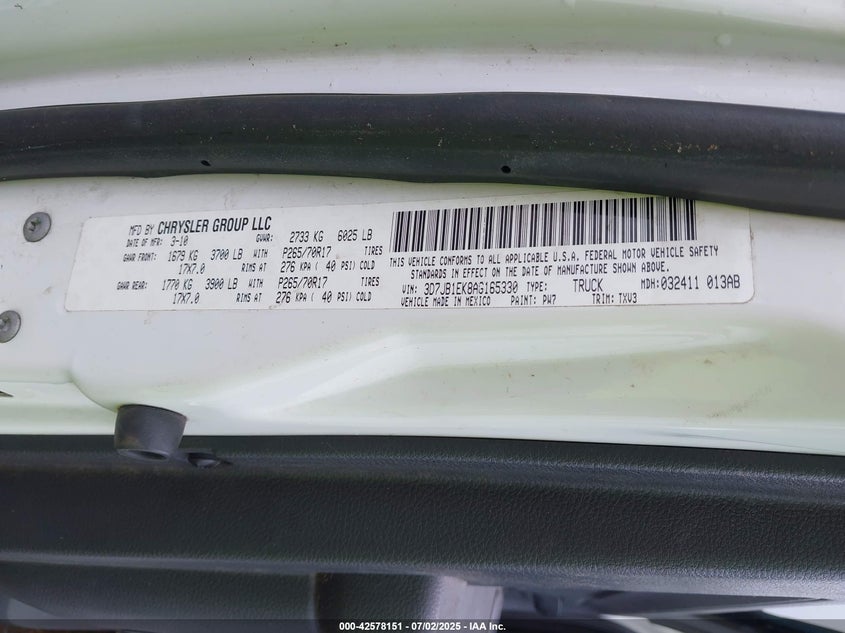 MFD BY CHRYSLER GROUP LLC
DATE OF MFR: 3-10 GVWR: 2733 KG 6025 LB
GAWR FRONT: 1679 KG 3700 LB WITH P265/70R17 TIRES
17X7.0 RIMS AT 276 KPA ( 40 PSI) COLD
GAWR REAR: 1770 KG 3900 LB WITH P265/70R17 TIRES
17X7.0 RIMS AT 276 KPA ( 40 PSI) COLD
THIS VEHICLE CONFORMS TO ALL APPLICABLE U.S.A. FEDERAL MOTOR VEHICLE SAFETY
STANDARDS IN EFFECT ON THE DATE OF MANUFACTURE SHOWN ABOVE.
VIN: 3D7JB1EK8AG165330 TYPE: TRUCK MDH:032411 013AB
VEHICLE MADE IN MEXICO PAINT: PW7 TRIM: TXV3
000-42578151 - 07/02/2025 - IAA Inc.